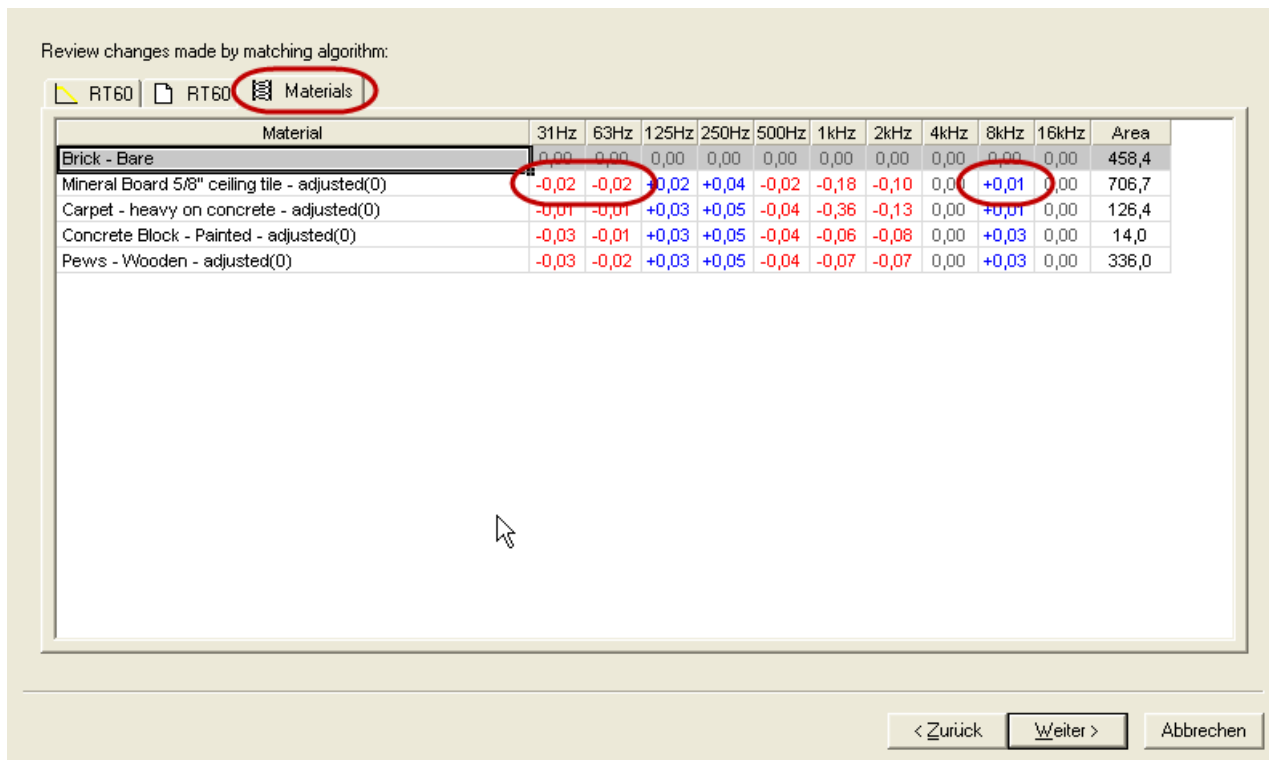 Review changes made by matching algorithm:
RT60 RT60 Materials
Material 31Hz 63Hz 125Hz 250Hz 500Hz 1kHz 2kHz 4kHz 8kHz 16kHz Area
Brick - Bare 0,00 0,00 0,00 0,00 0,00 0,00 0,00 0,00 0,00 0,00 458,4
Mineral Board 5/8" ceiling tile - adjusted(0) -0,02 -0,02 +0,02 +0,04 -0,02 -0,18 -0,10 0,00 +0,01 0,00 706,7
Carpet - heavy on concrete - adjusted(0) -0,01 -0,01 +0,03 +0,05 -0,04 -0,36 -0,13 0,00 +0,01 0,00 126,4
Concrete Block - Painted - adjusted(0) -0,03 -0,01 +0,03 +0,05 -0,04 -0,06 -0,08 0,00 +0,03 0,00 14,0
Pews - Wooden - adjusted(0) -0,03 -0,02 +0,03 +0,05 -0,04 -0,07 -0,07 0,00 +0,03 0,00 336,0
< Zurück Weiter > Abbrechen